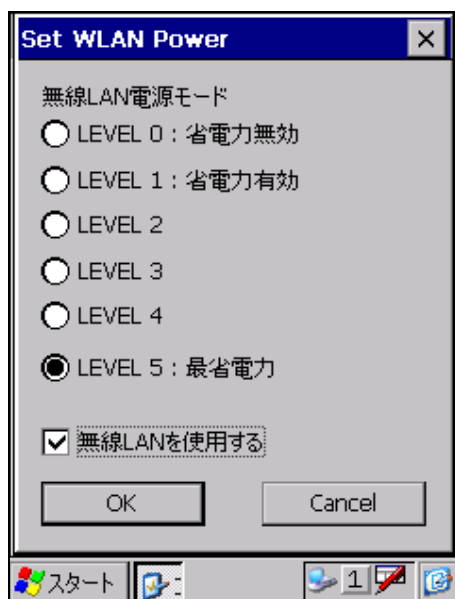 Set WLAN Power
無線LAN電源モード
LEVEL 0 : 省電力無効
LEVEL 1 : 省電力有効
LEVEL 2
LEVEL 3
LEVEL 4
LEVEL 5 : 最省電力
無線LANを使用する
OK Cancel
スタート 1